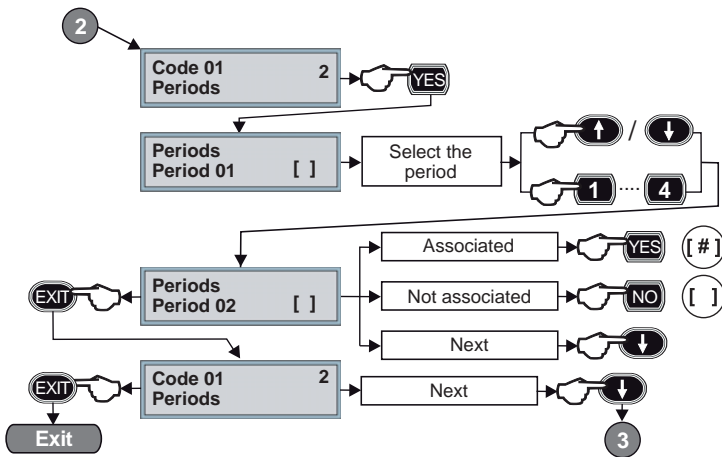 2
Code 01 2
Periods
YES
Periods
Period 01 [ ]
Select the
period
/
1 .... 4
Associated
YES
[ # ]
EXIT
Periods
Period 02 [ ]
Not associated
NO
[ ]
Next
EXIT
Code 01 2
Periods
Next
Exit
3